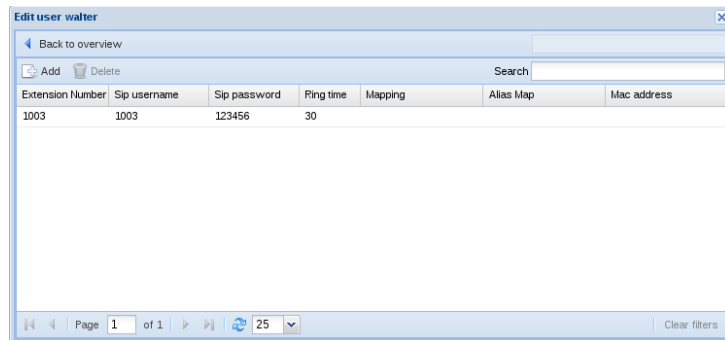 Edit user walter
Back to overview
Add Delete Search
Extension Number Sip username Sip password Ring time Mapping Alias Map Mac address
1003 1003 123456 30
Page 1 of 1 25 Clear filters